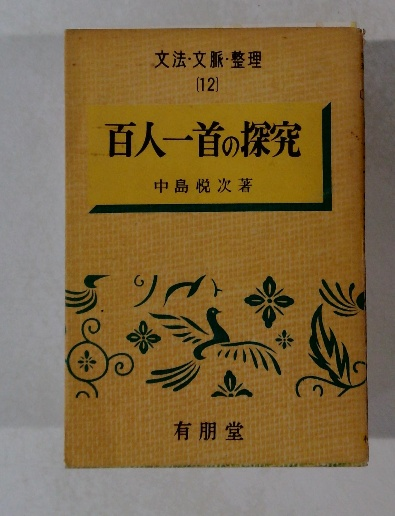 文法・文脈・整理
(12)
百人一首の探究
中島悦次著
有朋堂